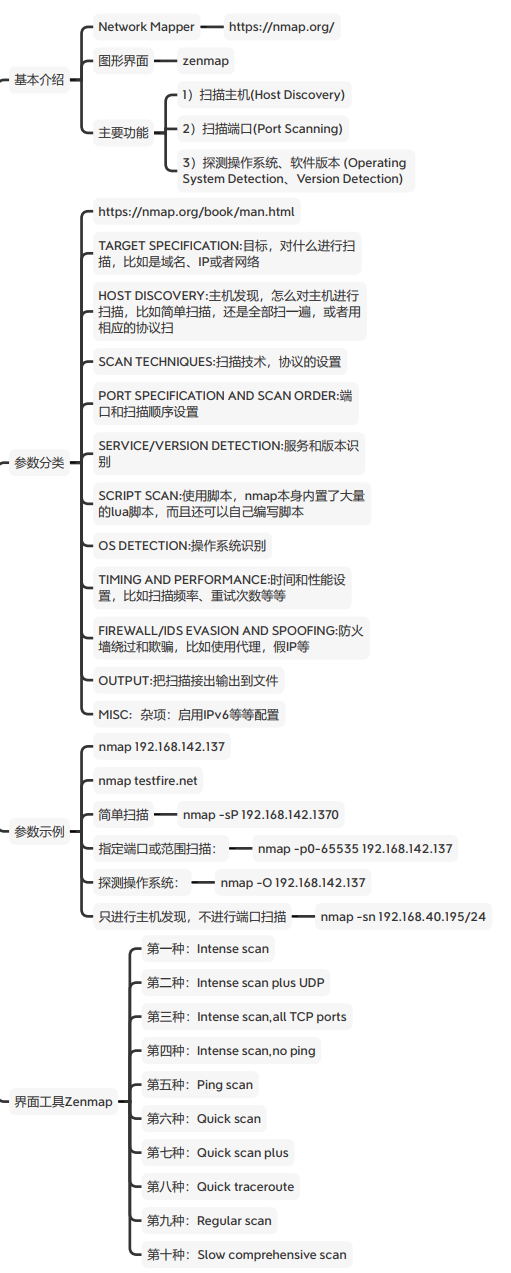 基本介绍
Network Mapper
https://nmap.org/
图形界面
zenmap
主要功能
1）扫描主机(Host Discovery)
2）扫描端口(Port Scanning)
3）探测操作系统、软件版本 (Operating
System Detection、Version Detection)
参数分类
https://nmap.org/book/man.html
TARGET SPECIFICATION:目标，对什么进行扫
描，比如是域名、IP或者网络
HOST DISCOVERY:主机发现，怎么对主机进行
扫描，比如简单扫描，还是全部扫一遍，或者用
相应的协议扫
SCAN TECHNIQUES:扫描技术，协议的设置
PORT SPECIFICATION AND SCAN ORDER:端
口和扫描顺序设置
SERVICE/VERSION DETECTION:服务和版本识
别
SCRIPT SCAN:使用脚本，nmap本身内置了大量
的lua脚本，而且还可以自己编写脚本
OS DETECTION:操作系统识别
TIMING AND PERFORMANCE:时间和性能设
置，比如扫描频率、重试次数等等
FIREWALL/IDS EVASION AND SPOOFING:防火
墙绕过和欺骗，比如使用代理，假IP等
OUTPUT:把扫描接出输出到文件
MISC：杂项：启用IPv6等等配置
参数示例
nmap 192.168.142.137
nmap testfire.net
简单扫描
nmap -sP 192.168.142.1370
指定端口或范围扫描：
nmap -p0-65535 192.168.142.137
探测操作系统：
nmap -O 192.168.142.137
只进行主机发现，不进行端口扫描
nmap -sn 192.168.40.195/24
界面工具Zenmap
第一种：Intense scan
第二种：Intense scan plus UDP
第三种：Intense scan,all TCP ports
第四种：Intense scan,no ping
第五种：Ping scan
第六种：Quick scan
第七种：Quick scan plus
第八种：Quick traceroute
第九种：Regular scan
第十种：Slow comprehensive scan